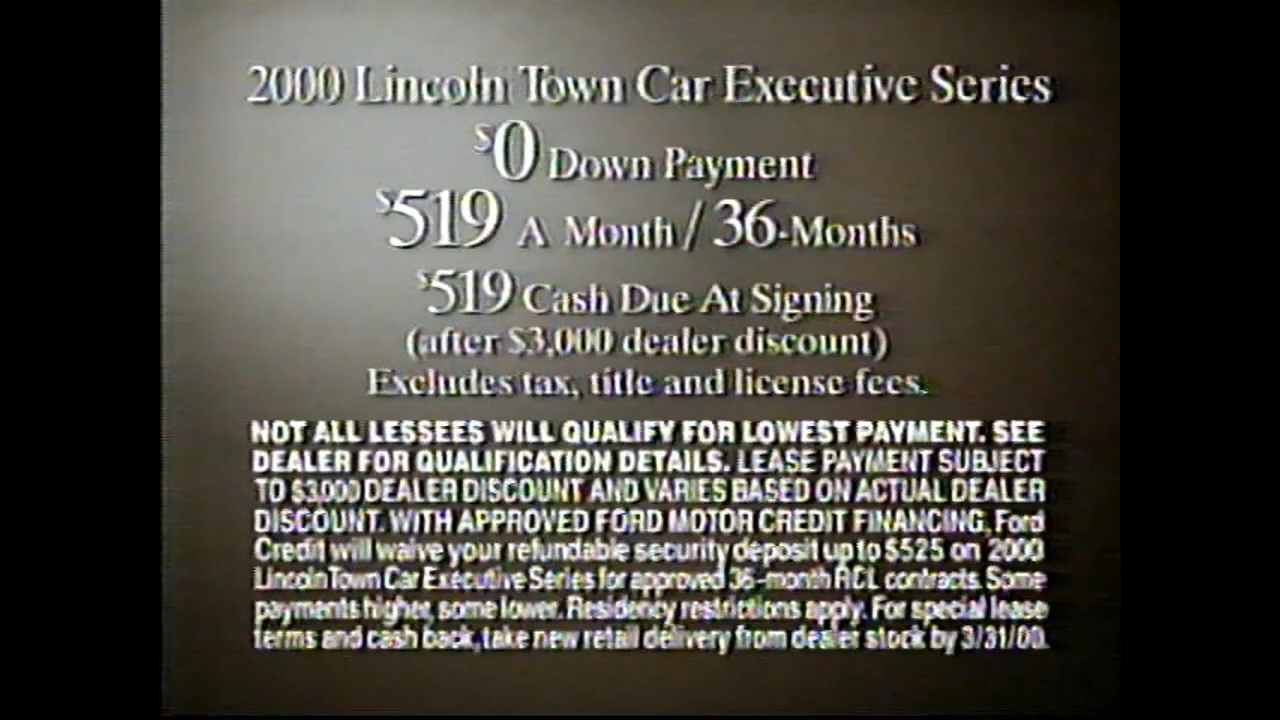 2000 Lincoln Town Car Executive Series
$0 Down Payment
$519 A Month / 36-Months
$519 Cash Due At Signing
(after $3,000 dealer discount)
Excludes tax, title and license fees.
NOT ALL LESSEES WILL QUALIFY FOR LOWEST PAYMENT. SEE
DEALER FOR QUALIFICATION DETAILS. LEASE PAYMENT SUBJECT
TO $3,000 DEALER DISCOUNT AND VARIES BASED ON ACTUAL DEALER
DISCOUNT. WITH APPROVED FORD MOTOR CREDIT FINANCING, Ford
Credit will waive your refundable security deposit up to $525 on 2000
Lincoln Town Car Executive Series for approved 36-month RCL contracts. Some
payments higher, some lower. Residency restrictions apply. For special lease
terms and cash back, take new retail delivery from dealer stock by 3/31/00.